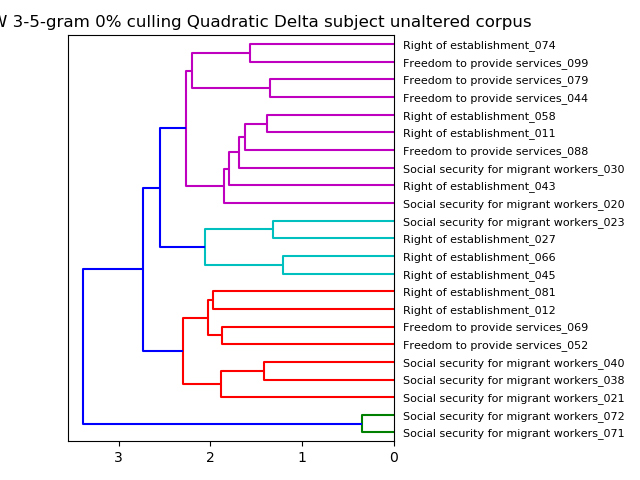 3-5-gram 0% culling Quadratic Delta subject unaltered corpus
Right of establishment_074
Freedom to provide services_099
Freedom to provide services_079
Freedom to provide services_044
Right of establishment_058
Right of establishment_011
Freedom to provide services_088
Social security for migrant workers_030
Right of establishment_043
Social security for migrant workers_020
Social security for migrant workers_023
Right of establishment_027
Right of establishment_066
Right of establishment_045
Right of establishment_081
Right of establishment_012
Freedom to provide services_069
Freedom to provide services_052
Social security for migrant workers_040
Social security for migrant workers_038
Social security for migrant workers_021
Social security for migrant workers_072
Social security for migrant workers_071
3 2 1 0